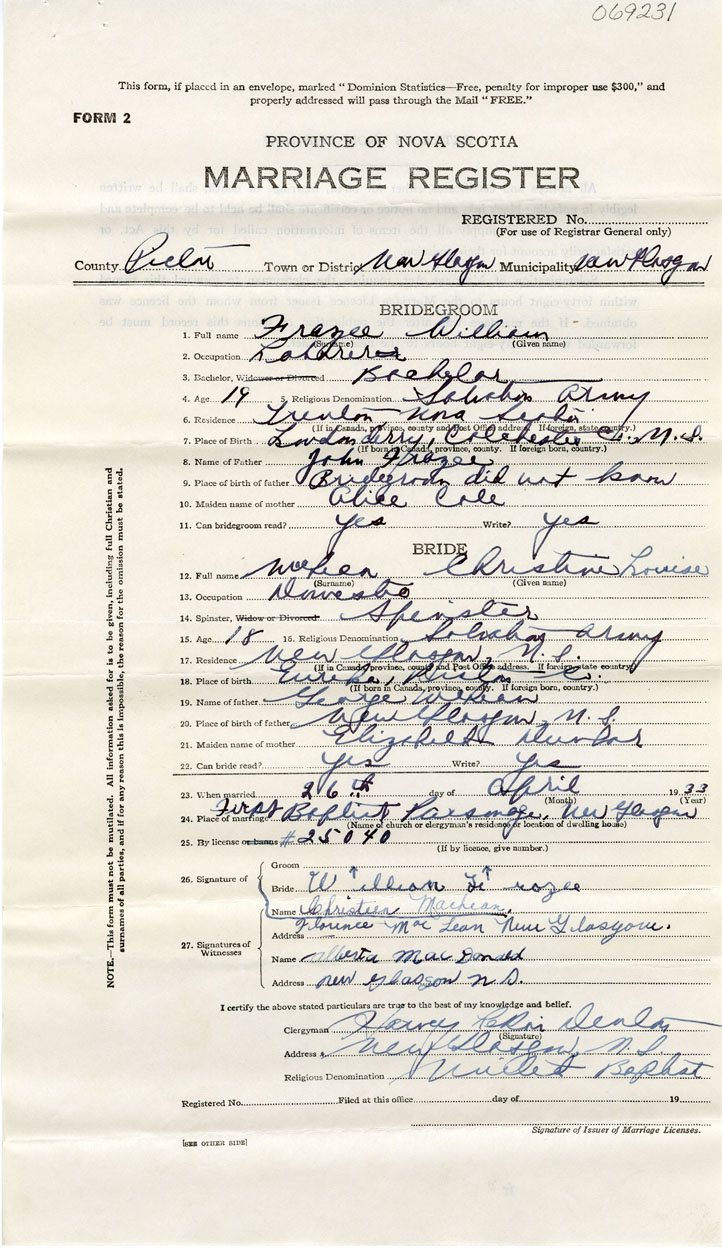 069231
This form, if placed in an envelope, marked "Dominion Statistics—Free, penalty for improper use $300," and
properly addressed will pass through the Mail "FREE."
FORM 2
PROVINCE OF NOVA SCOTIA
MARRIAGE REGISTER
REGISTERED No.
(For use of Registrar General only)
County Pictou Town or District New Glasgow Municipality New Glasgow
BRIDEGROOM
1. Full name Frazee William
(Surname) (Given name)
2. Occupation Laborer
3. Bachelor, Widower or Divorced Bachelor
4. Age 19 5. Religious Denomination Salvation Army
6. Residence Trenton Nova Scotia
(If in Canada, province, county and Post Office address. If foreign, state country.)
7. Place of Birth Londonderry, Colchester Co., N.S.
(If born in Canada, province, county. If foreign born, country.)
8. Name of Father John Frazee
9. Place of birth of father Bridegroom did not know
10. Maiden name of mother Alice Cole
11. Can bridegroom read? Yes Write? Yes
BRIDE
12. Full name McLean Christine Louise
(Surname) (Given name)
13. Occupation Domestic
14. Spinster, Widow or Divorced Spinster
15. Age 18 16. Religious Denomination Salvation Army
17. Residence New Glasgow, N.S.
(If in Canada, province, county and Post Office address. If foreign state country)
18. Place of birth Eureka, Pictou Co.
(If born in Canada, province, county. If foreign born, country.)
19. Name of father George William
20. Place of birth of father New Glasgow, N.S.
21. Maiden name of mother Elizabeth Dunbar
22. Can bride read? Yes Write? Yes
23. When married 26th day of April 1933
(Month) (Year)
24. Place of marriage First Baptist Parsonage, New Glasgow
(Name of church or clergyman's residence or location of dwelling house)
25. By license or banns #25040
(If by licence, give number.)
26. Signature of
Groom
Bride William Frazee
Name Christien MacLean
Address Florence MacLean New Glasgow.
27. Signatures of
Witnesses
Name Alberta MacDonald
Address new glasgow N S.
I certify the above stated particulars are true to the best of my knowledge and belief.
Clergyman Harvey Denton
(Signature)
Address New Glasgow, N.S.
Religious Denomination United Baptist
Registered No. Filed at this office day of 19
Signature of Issuer of Marriage Licenses.
[SEE OTHER SIDE]
NOTE.—This form must not be mutilated. All information asked for is to be given, including full Christian and
surnames of all parties, and if for any reason this is impossible, the reason for the omission must be stated.